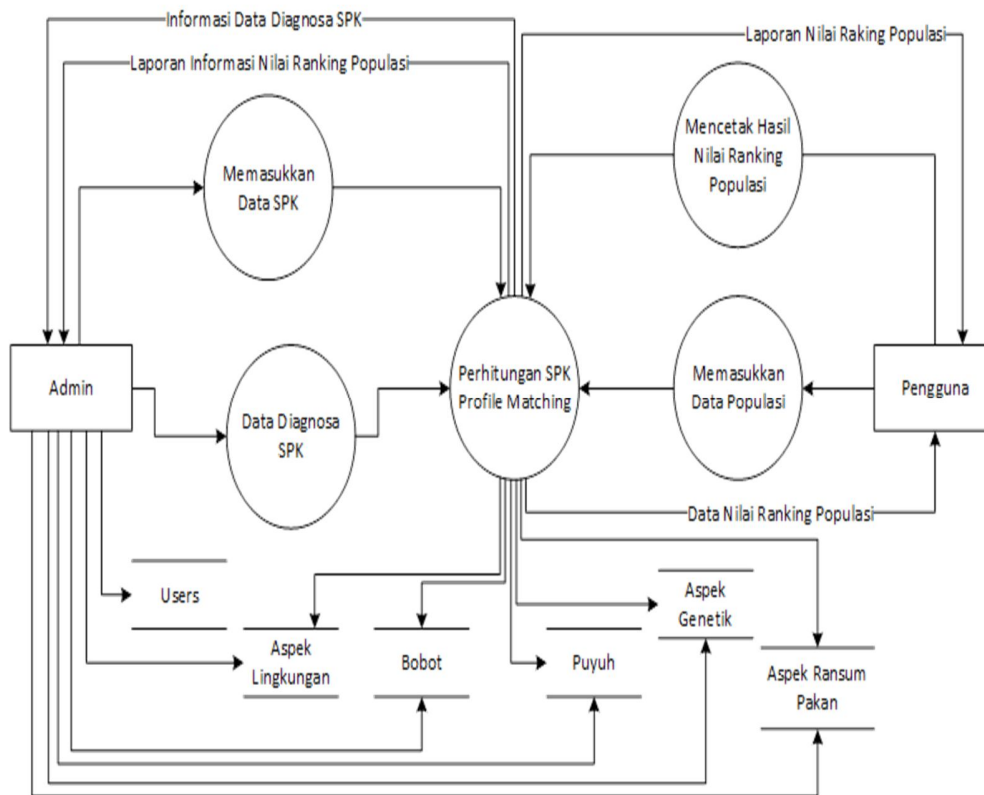 Informasi Data Diagnosa SPK
Laporan Nilai Raking Populasi
Laporan Informasi Nilai Ranking Populasi
Mencetak Hasil
Nilai Ranking
Populasi
Memasukkan
Data SPK
Admin
Data Diagnosa
SPK
Perhitungan SPK
Profile Matching
Memasukkan
Data Populasi
Pengguna
Data Nilai Ranking Populasi
Users
Aspek
Lingkungan
Bobot
Puyuh
Aspek
Genetik
Aspek Ransum
Pakan